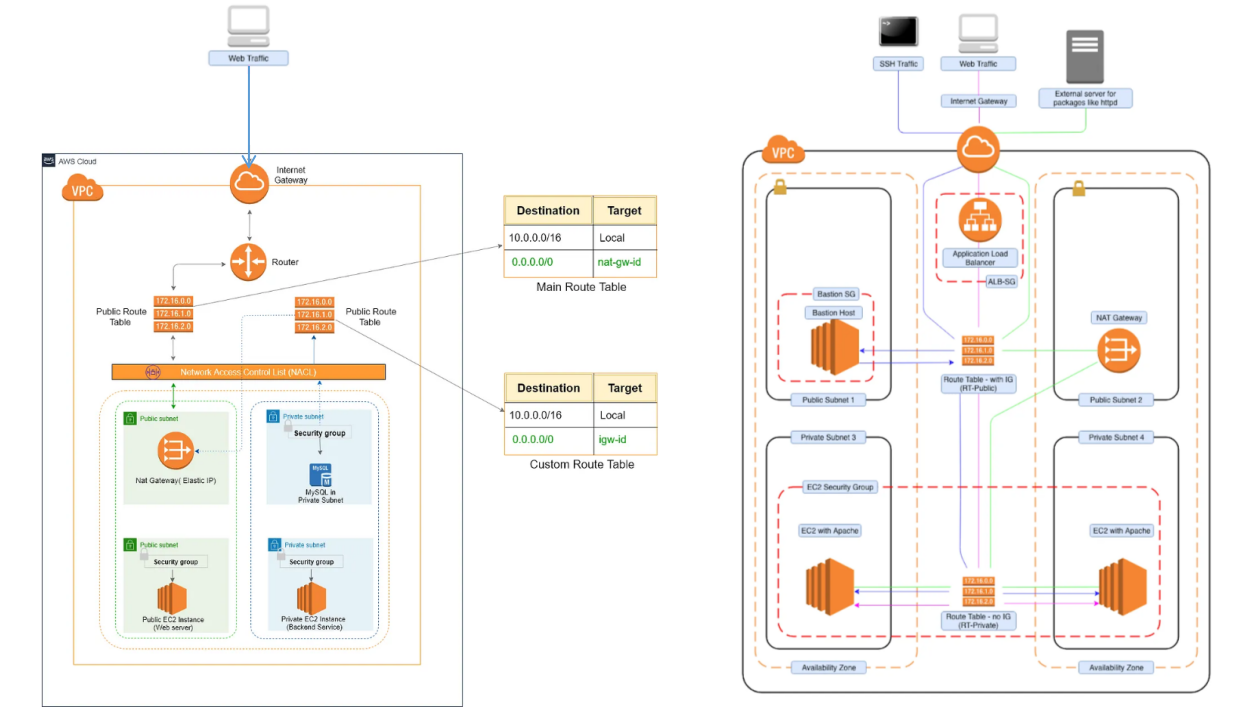 Web Traffic
AWS Cloud
VPC
Internet
Gateway
Router
Public Route
Table
172.16.0.0
172.16.1.0
172.16.2.0
172.16.0.0
172.16.1.0
172.16.2.0
Public Route
Table
Network Access Control List (NACL)
Public subnet
Nat Gateway( Elastic IP)
Private subnet
Security group
MySQL
M
MySQL in
Private Subnet
Public subnet
Security group
Public EC2 Instance
(Web server)
Private subnet
Security group
Private EC2 Instance
(Backend Service)
Destination Target
10.0.0.0/16 Local
0.0.0.0/0 nat-gw-id
Main Route Table
Destination Target
10.0.0.0/16 Local
0.0.0.0/0 igw-id
Custom Route Table
SSH Traffic
Web Traffic
External server for
packages like httpd
Internet Gateway
VPC
Application Load
Balancer
ALB-SG
Bastion SG
Bastion Host
Public Subnet 1
172.16.0.0
172.16.1.0
172.16.2.0
Route Table - with IG
(RT-Public)
NAT Gateway
Public Subnet 2
Private Subnet 3
Private Subnet 4
EC2 Security Group
EC2 with Apache
EC2 with Apache
172.16.0.0
172.16.1.0
172.16.2.0
Route Table - no IG
(RT-Private)
Availability Zone
Availability Zone